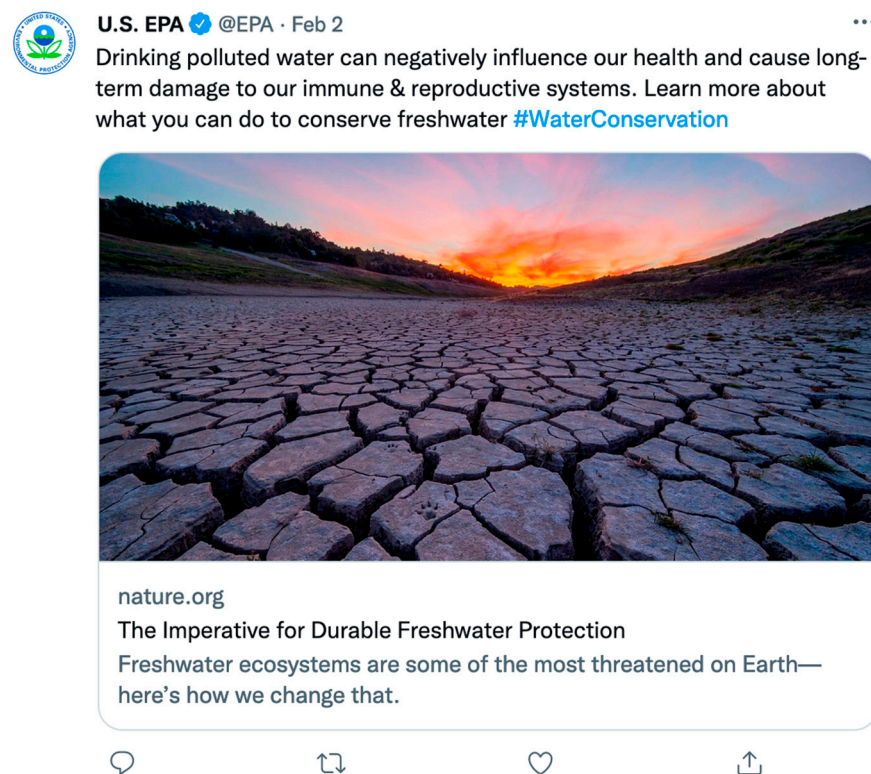 U.S. EPA @EPA · Feb 2
Drinking polluted water can negatively influence our health and cause long-
term damage to our immune & reproductive systems. Learn more about
what you can do to conserve freshwater #WaterConservation
nature.org
The Imperative for Durable Freshwater Protection
Freshwater ecosystems are some of the most threatened on Earth—
here’s how we change that.